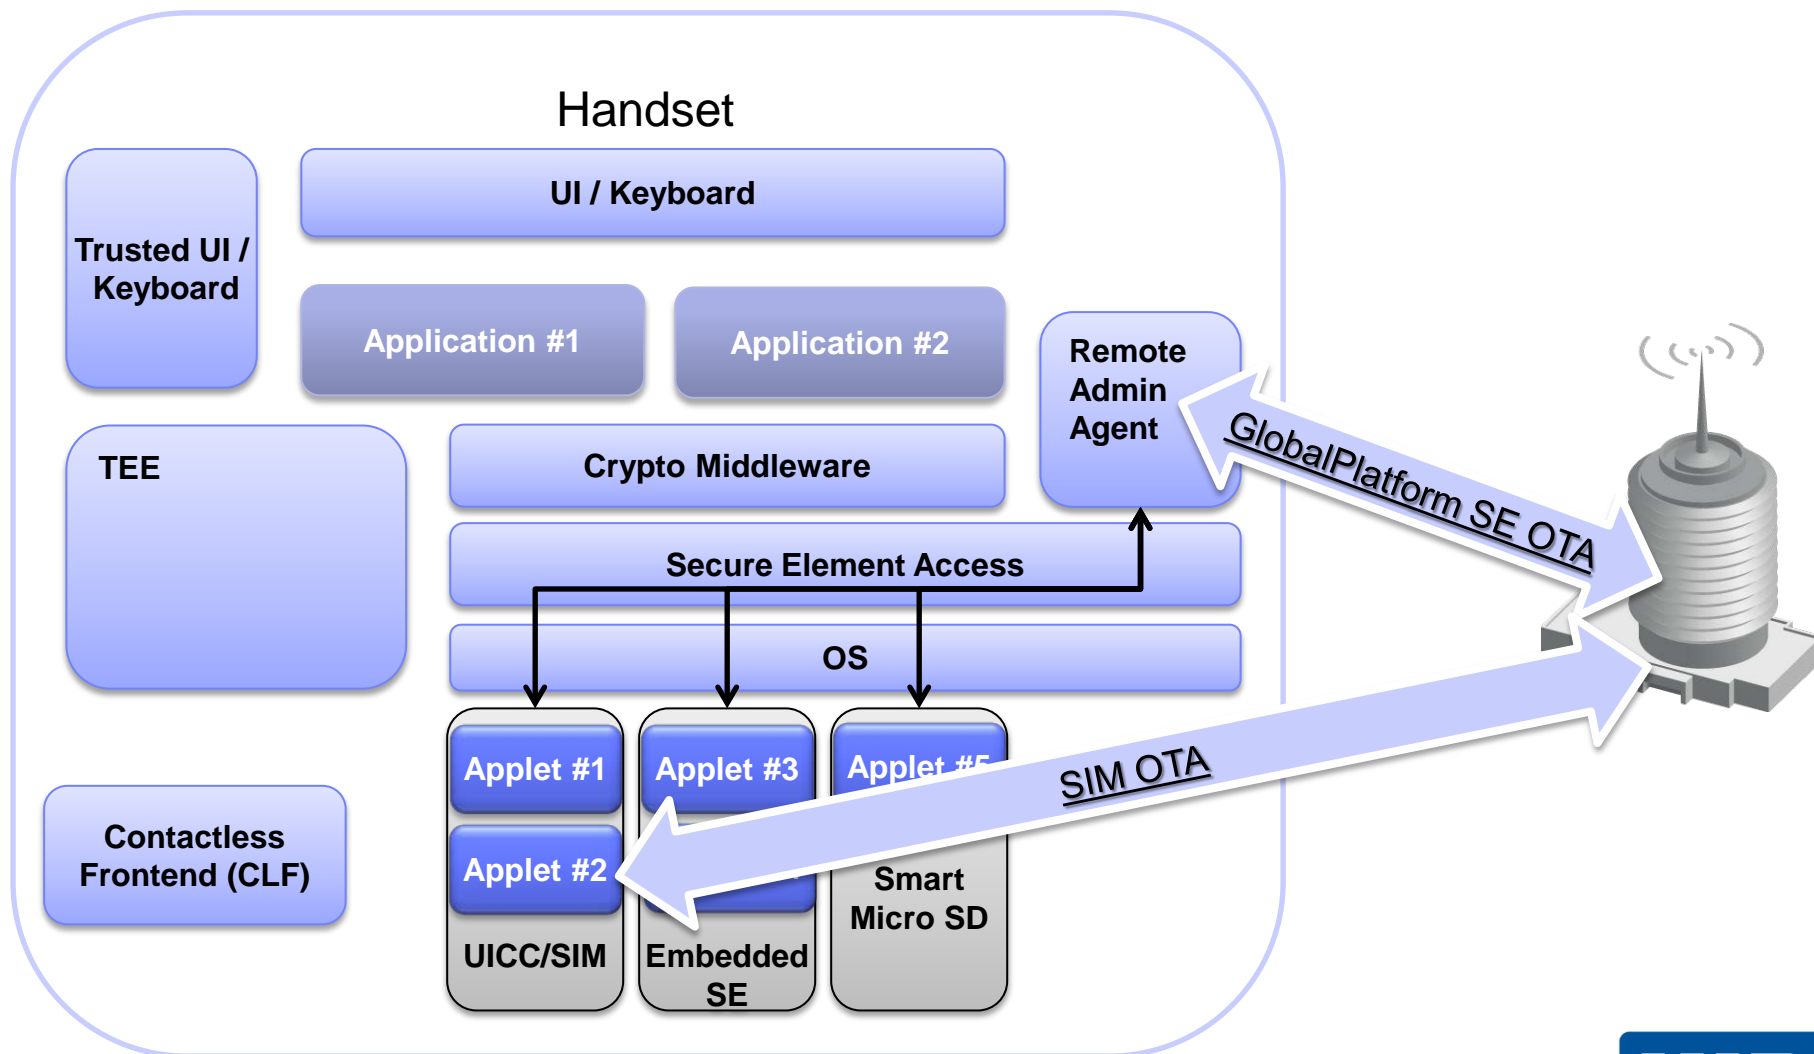 Handset
UI / Keyboard
Trusted UI /
Keyboard
Application #1
Application #2
Remote
Admin
Agent
GlobalPlatform SE OTA
TEE
Crypto Middleware
Secure Element Access
OS
Applet #1
Applet #3
Applet #5
SIM OTA
Applet #2
Contactless
Frontend (CLF)
Smart
Micro SD
UICC/SIM
Embedded
SE